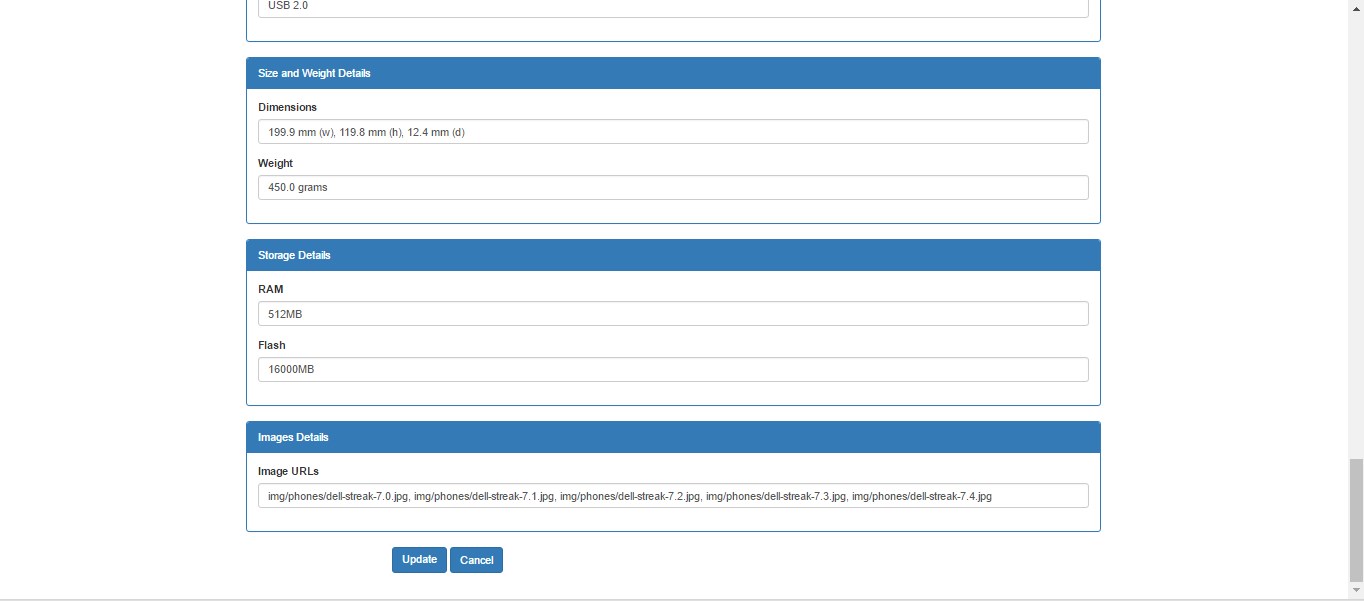 USB 2.0
Size and Weight Details
Dimensions
199.9 mm (w), 119.8 mm (h), 12.4 mm (d)
Weight
450.0 grams
Storage Details
RAM
512MB
Flash
16000MB
Images Details
Image URLs
img/phones/dell-streak-7.0.jpg, img/phones/dell-streak-7.1.jpg, img/phones/dell-streak-7.2.jpg, img/phones/dell-streak-7.3.jpg, img/phones/dell-streak-7.4.jpg
Update Cancel